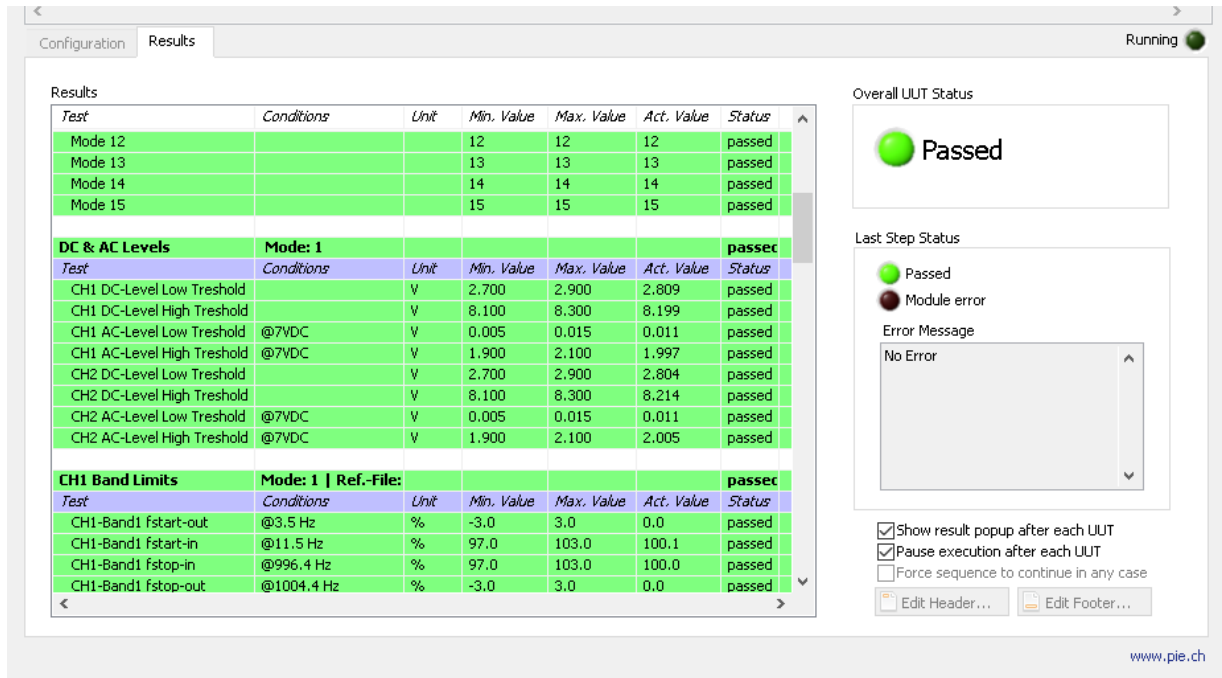 Configuration Results Running
Results
Test Conditions Unit Min. Value Max. Value Act. Value Status
Mode 12 12 12 12 passed
Mode 13 13 13 13 passed
Mode 14 14 14 14 passed
Mode 15 15 15 15 passed
DC & AC Levels Mode: 1 passec
Test Conditions Unit Min. Value Max. Value Act. Value Status
CH1 DC-Level Low Treshold V 2.700 2.900 2.809 passed
CH1 DC-Level High Treshold V 8.100 8.300 8.199 passed
CH1 AC-Level Low Treshold @7VDC V 0.005 0.015 0.011 passed
CH1 AC-Level High Treshold @7VDC V 1.900 2.100 1.997 passed
CH2 DC-Level Low Treshold V 2.700 2.900 2.804 passed
CH2 DC-Level High Treshold V 8.100 8.300 8.214 passed
CH2 AC-Level Low Treshold @7VDC V 0.005 0.015 0.011 passed
CH2 AC-Level High Treshold @7VDC V 1.900 2.100 2.005 passed
CH1 Band Limits Mode: 1 | Ref.-File: passec
Test Conditions Unit Min. Value Max. Value Act. Value Status
CH1-Band1 fstart-out @3.5 Hz % -3.0 3.0 0.0 passed
CH1-Band1 fstart-in @11.5 Hz % 97.0 103.0 100.1 passed
CH1-Band1 fstop-in @996.4 Hz % 97.0 103.0 100.0 passed
CH1-Band1 fstop-out @1004.4 Hz % -3.0 3.0 0.0 passed
Overall UUT Status
Passed
Last Step Status
Passed
Module error
Error Message
No Error
Show result popup after each UUT
Pause execution after each UUT
Force sequence to continue in any case
Edit Header... Edit Footer...
www.pie.ch